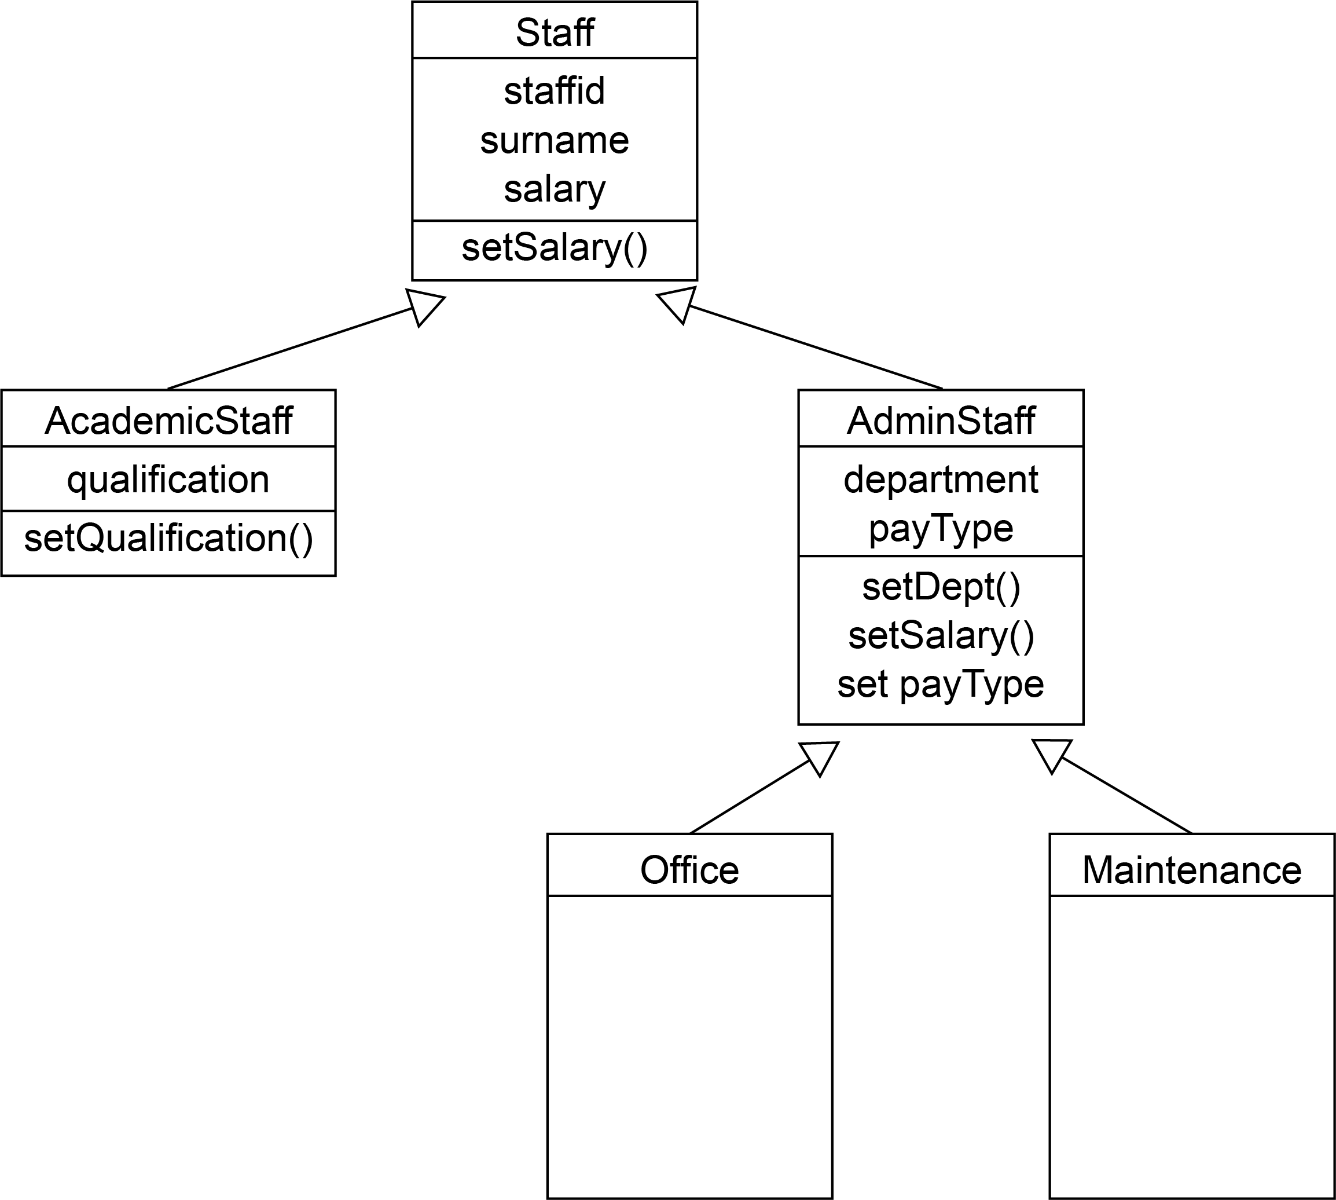 Staff
staffid
surname
salary
setSalary()
AcademicStaff
qualification
setQualification()
AdminStaff
department
payType
setDept()
setSalary()
set payType
Office
Maintenance